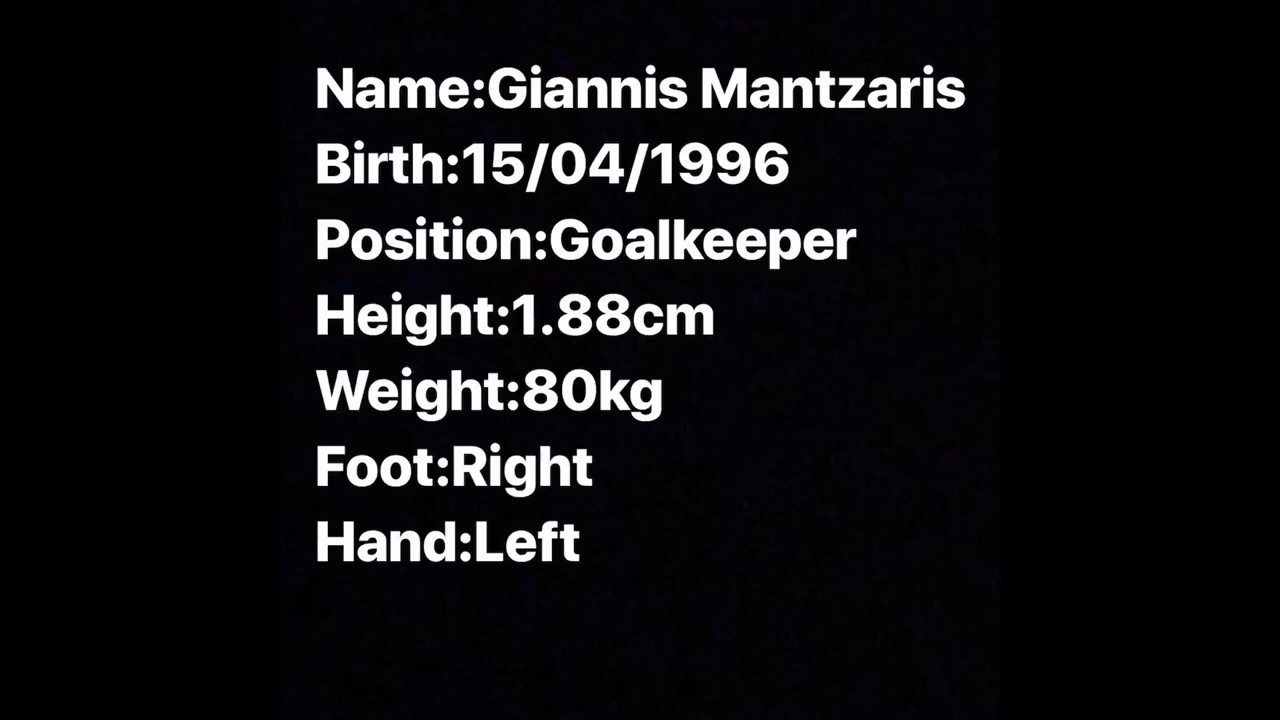 Name:Giannis Mantzaris
Birth:15/04/1996
Position:Goalkeeper
Height:1.88cm
Weight:80kg
Foot:Right
Hand:Left